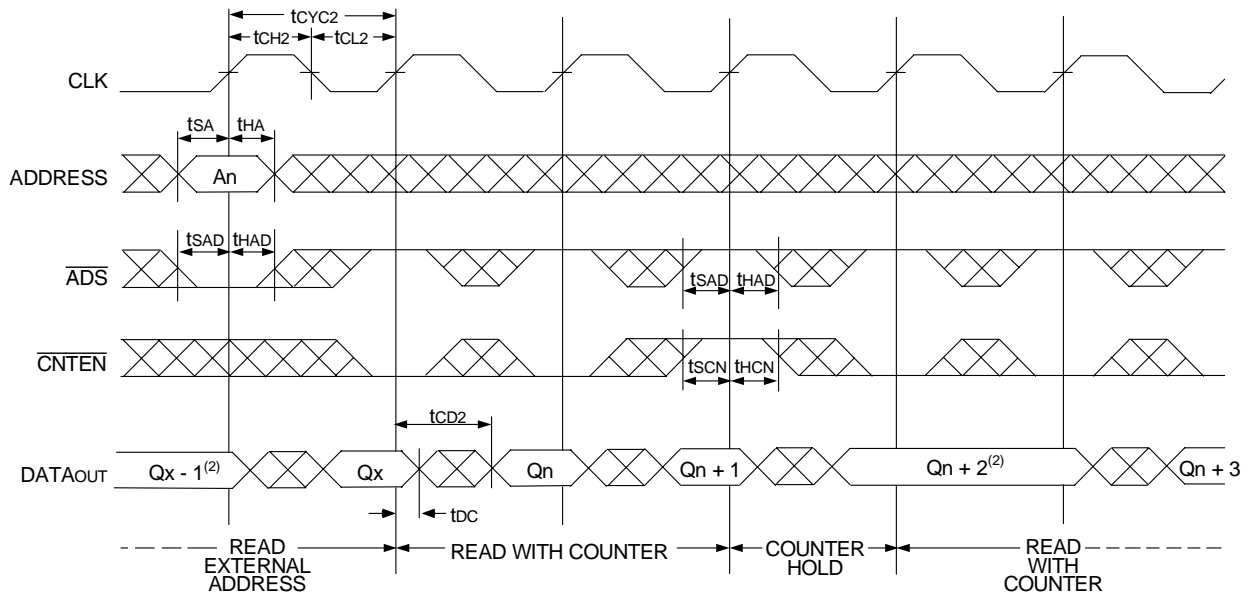 tCYC2
tCH2 tCL2
CLK
tSA tHA
ADDRESS An
tSAD tHAD
ADS
tSAD tHAD
CNTEN
tSCN tHCN
tCD2
DATAOUT Qx - 1(2) Qx Qn Qn + 1 Qn + 2(2) Qn + 3
tDC
READ EXTERNAL ADDRESS
READ WITH COUNTER
COUNTER HOLD
READ WITH COUNTER